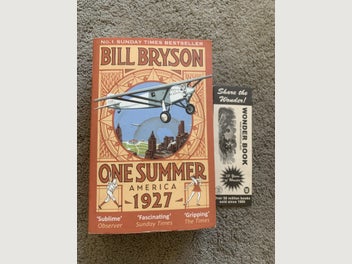 No.1 SUNDAY TIMES BESTSELLER
BILL BRYSON
ONE SUMMER
AMERICA
1927
'Sublime'
Observer
'Fascinating'
Sunday Times
'Gripping'
The Times
Share the
Wonder!
WONDER BOOK